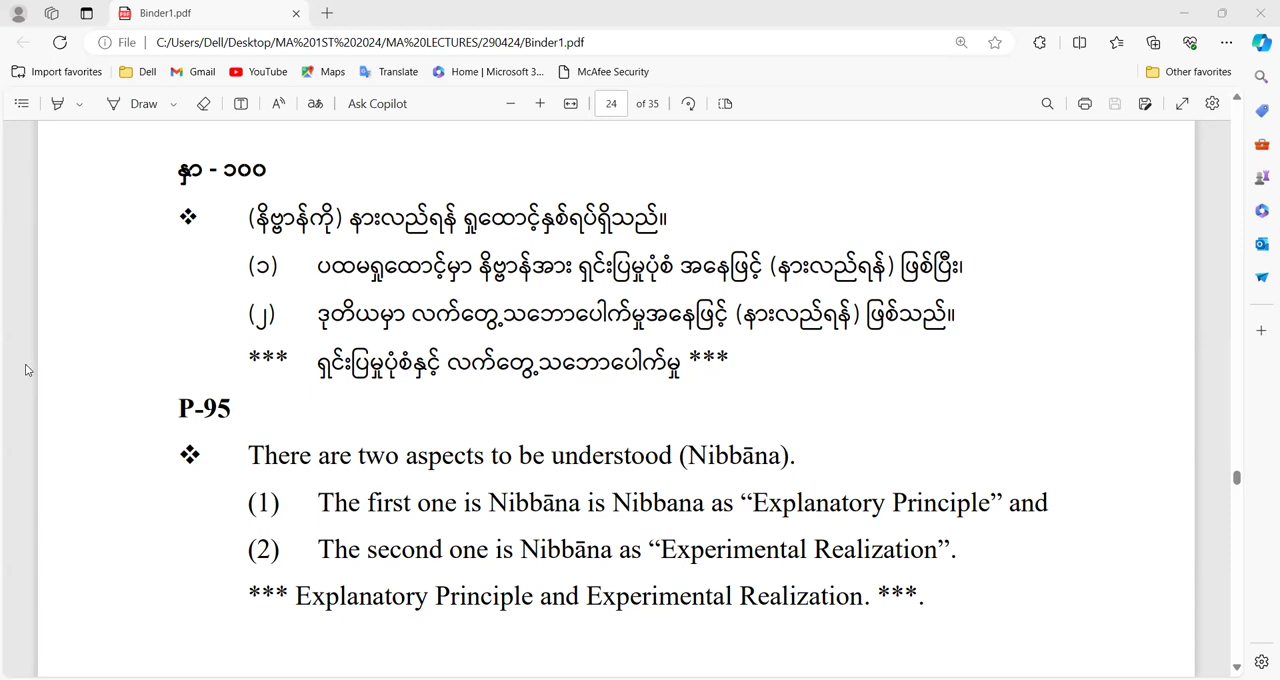 Binder1.pdf
File C:/Users/Dell/Desktop/MA%201ST%202024/MA%20LECTURES/290424/Binder1.pdf
Import favorites Dell Gmail YouTube Maps Translate Home | Microsoft 3... McAfee Security Other favorites
Draw Ask Copilot 24 of 35
နှာ - ၁၀၀
❖ (နိဗ္ဗာန်ကို) နားလည်ရန် ရှုထောင့်နှစ်ရပ်ရှိသည်။
(၁) ပထမရှုထောင့်မှာ နိဗ္ဗာန်အား ရှင်းပြမှုပုံစံ အနေဖြင့် (နားလည်ရန်) ဖြစ်ပြီး၊
(၂) ဒုတိယမှာ လက်တွေ့သဘောပေါက်မှုအနေဖြင့် (နားလည်ရန်) ဖြစ်သည်။
*** ရှင်းပြမှုပုံစံနှင့် လက်တွေ့သဘောပေါက်မှု ***
P-95
❖ There are two aspects to be understood (Nibbāna).
(1) The first one is Nibbāna is Nibbana as “Explanatory Principle” and
(2) The second one is Nibbāna as “Experimental Realization”.
*** Explanatory Principle and Experimental Realization. ***.